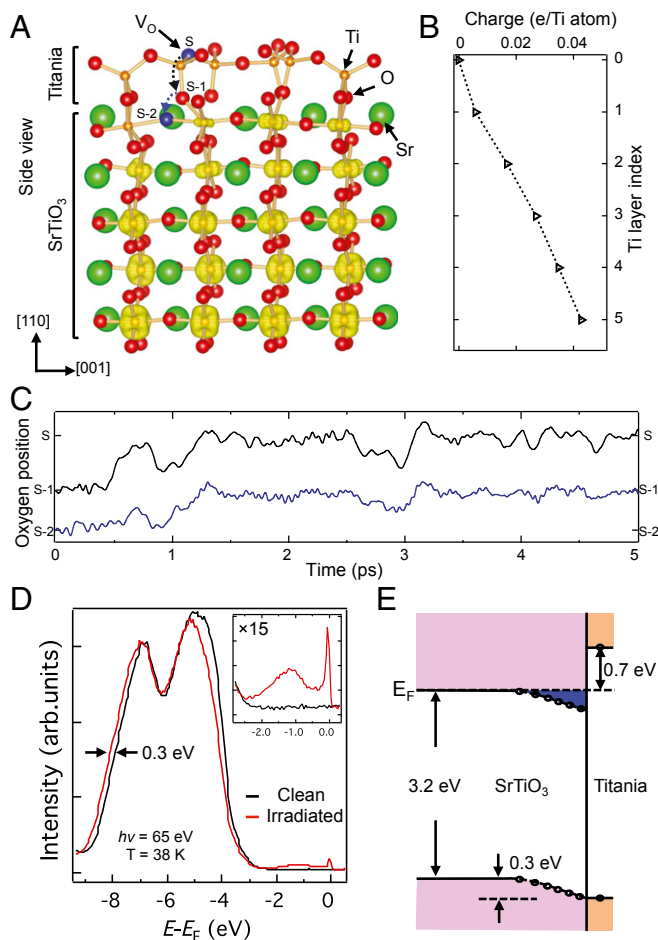 A
V_O
S
S-1
S-2
Titania
Side view
SrTiO₃
Ti
O
Sr
[110]
[001]
B
Charge (e/Ti atom)
0 0.02 0.04
0
1
2
3
4
5
Ti layer index
C
Oxygen position
S
S-1
S-2
S
S-1
S-2
0 1 2 3 4 5
Time (ps)
D
Intensity (arb.units)
×15
-2.0 -1.0 0.0
0.3 eV
Clean
Irradiated
hν = 65 eV
T = 38 K
-8 -6 -4 -2 0
E-E_F (eV)
E
E_F
0.7 eV
3.2 eV
SrTiO₃
Titania
0.3 eV